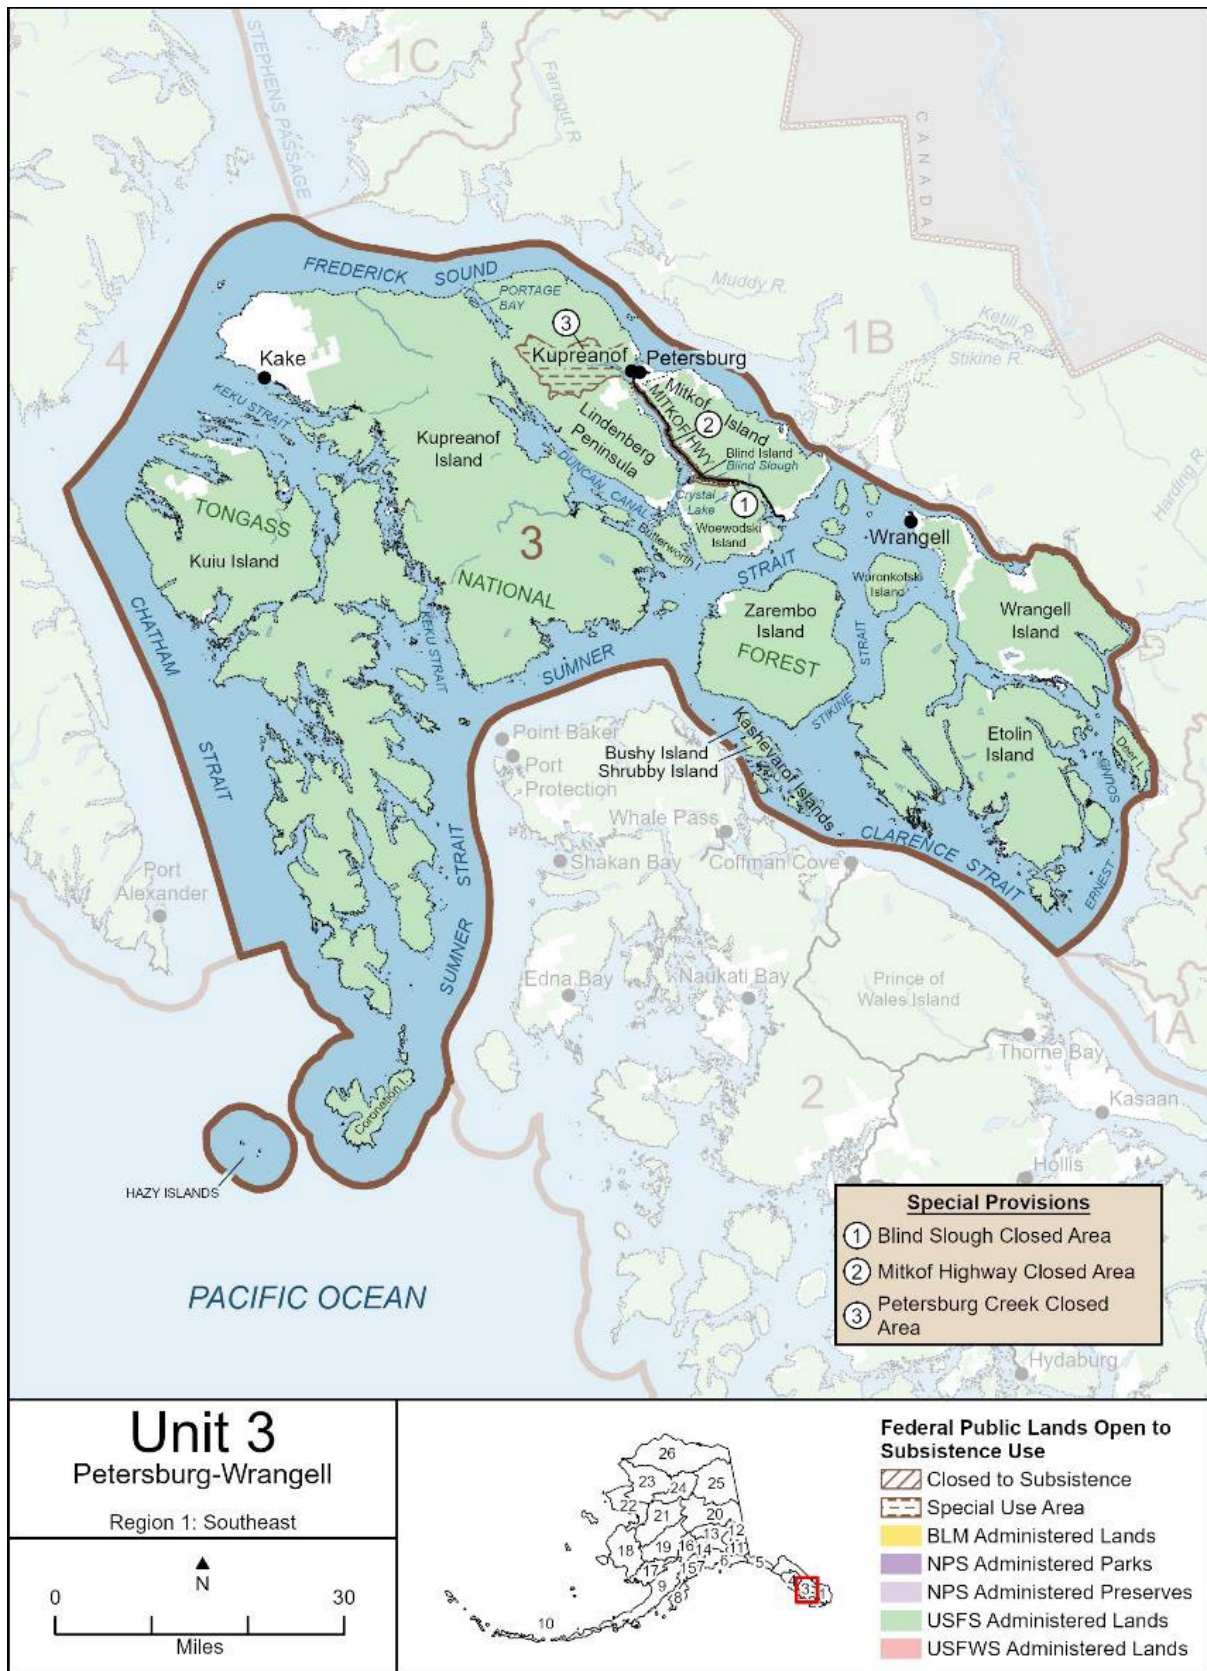 1C
STEPHENS PASSAGE
Farragut R.
CANADA
FREDERICK SOUND
PORTAGE
BAY
Muddy R.
Ketili R.
Stikine R.
1B
4
3
Kupreanof
Petersburg
Kake
KEKU STRAIT
Mitkof Island
MITKOF HWY
2
Lindenberg
Peninsula
Blind Island
Blind Slough
Kupreanof
Island
DUNCAN CANAL
Crystal
Lake
1
Woewodski
Island
Butterworth I.
Harding R.
TONGASS
Kuiu Island
3
NATIONAL
Wrangell
STRAIT
Woronkofski
Island
Zarembo
Island
FOREST
Wrangell
Island
CHATHAM
STRAIT
KEKU STRAIT
SUMNER
STRAIT
STIKINE
Kashevarof Islands
Bushy Island
Shrubby Island
Etolin
Island
Deer I.
SOUND
ERNEST
Point Baker
Port
Protection
Whale Pass
Shakan Bay
Coffman Cove
CLARENCE STRAIT
Port
Alexander
SUMNER STRAIT
Edna Bay
Naukati Bay
Prince of
Wales Island
1A
Thorne Bay
Kasaan
2
Hollis
Coronation I.
HAZY ISLANDS
PACIFIC OCEAN
Hydaburg
Special Provisions
1 Blind Slough Closed Area
2 Mitkof Highway Closed Area
3 Petersburg Creek Closed
Area
Unit 3
Petersburg-Wrangell
Region 1: Southeast
N
0 30
Miles
26
23
24
25
22
21
20
18
19
16
13
12
14
11
17
15
7
6
5
9
8
10
4
3
1
Federal Public Lands Open to
Subsistence Use
Closed to Subsistence
Special Use Area
BLM Administered Lands
NPS Administered Parks
NPS Administered Preserves
USFS Administered Lands
USFWS Administered Lands